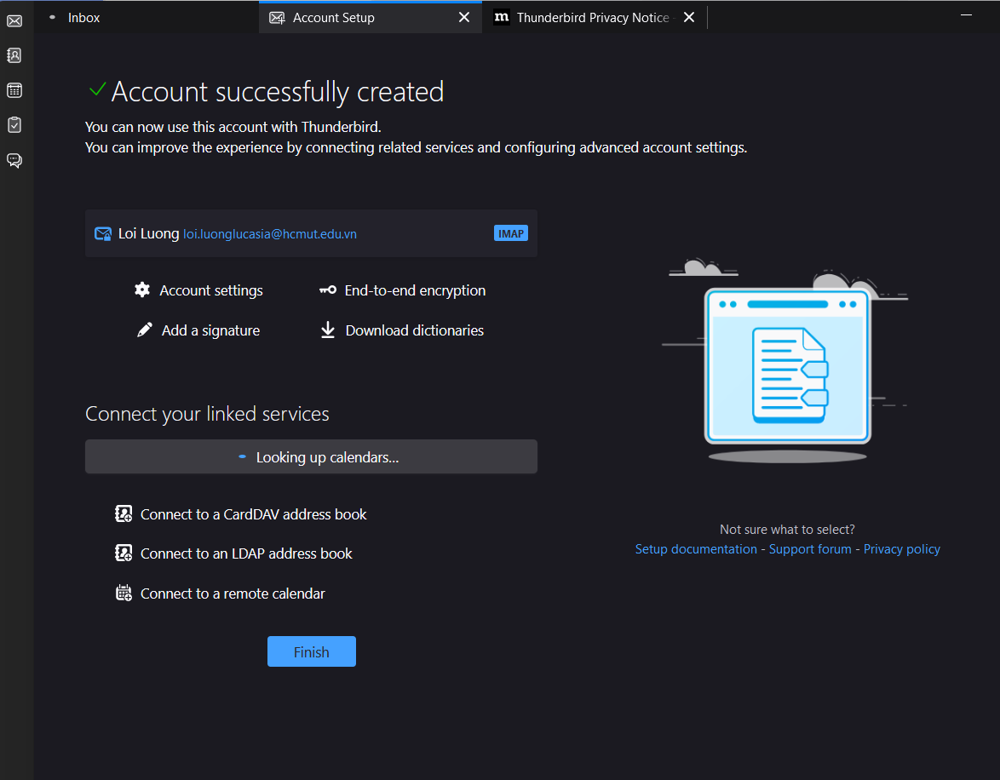 Inbox
Account Setup
m Thunderbird Privacy Notice
Account successfully created
You can now use this account with Thunderbird.
You can improve the experience by connecting related services and configuring advanced account settings.
Loi Luong loi.luonglucasia@hcmut.edu.vn IMAP
Account settings
End-to-end encryption
Add a signature
Download dictionaries
Connect your linked services
Looking up calendars...
Connect to a CardDAV address book
Connect to an LDAP address book
Connect to a remote calendar
Finish
Not sure what to select?
Setup documentation - Support forum - Privacy policy